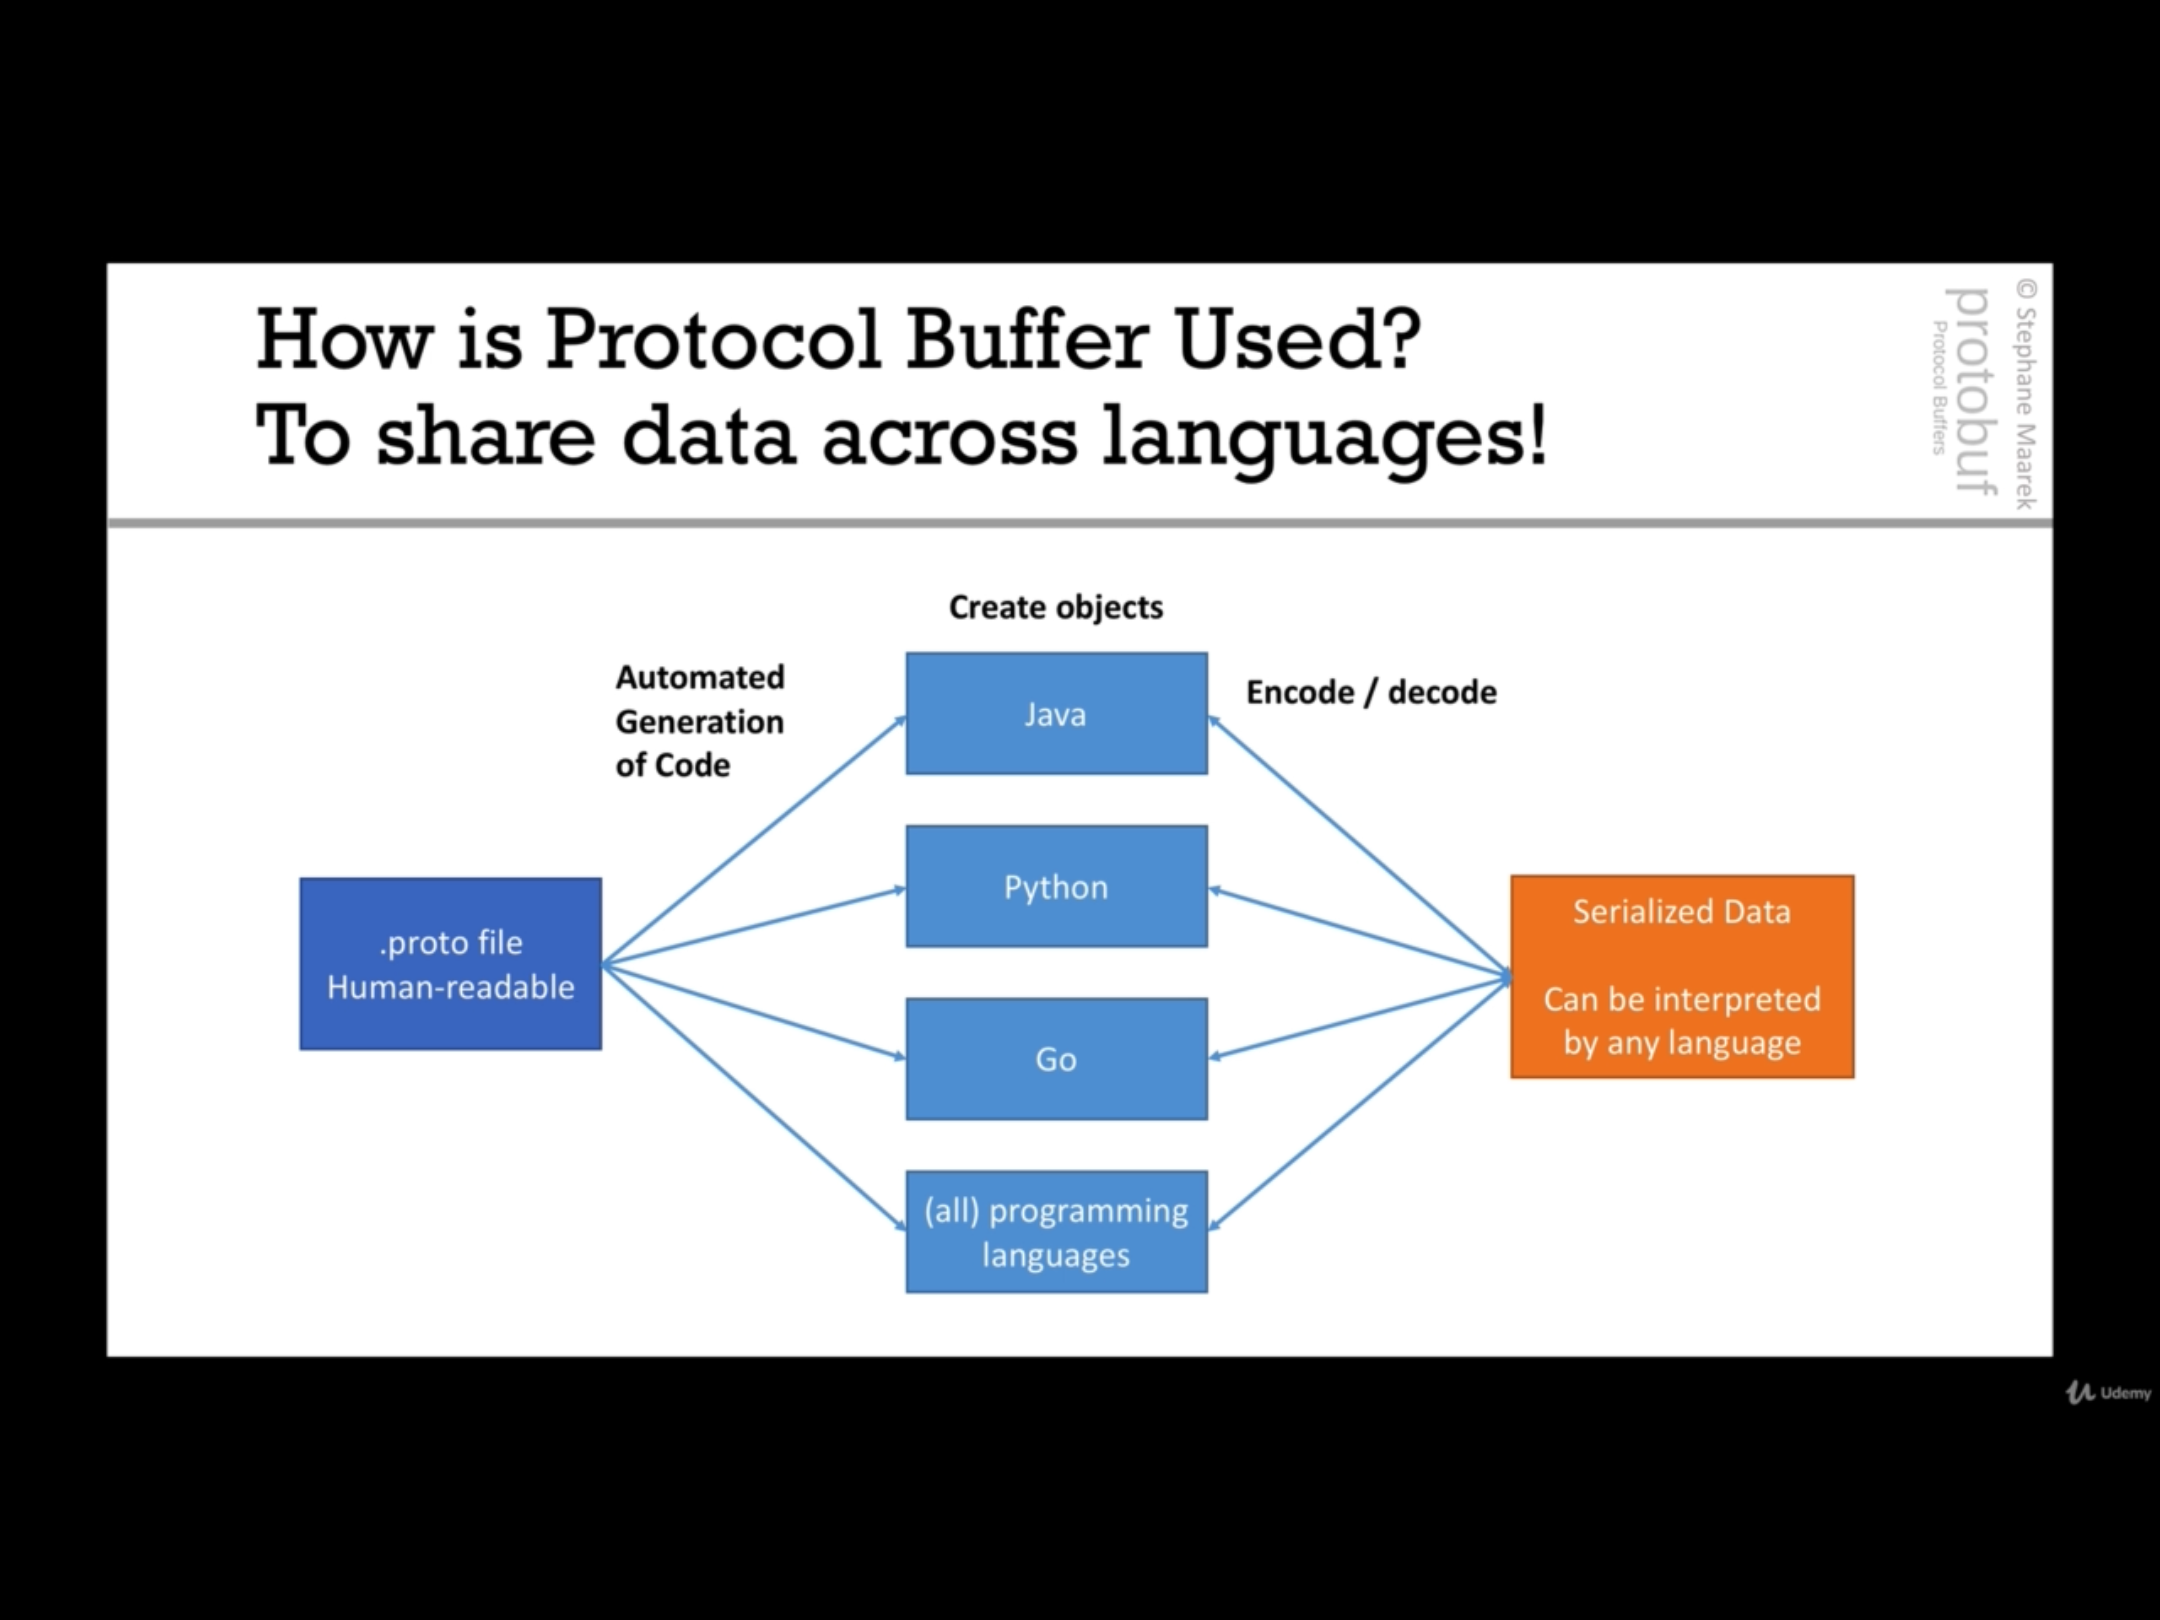 How is Protocol Buffer Used?
To share data across languages!
© Stephane Maarek
protobuf
Protocol Buffers
Create objects
Automated
Generation
of Code
Encode / decode
Java
Python
Go
(all) programming
languages
.proto file
Human-readable
Serialized Data
Can be interpreted
by any language
Udemy